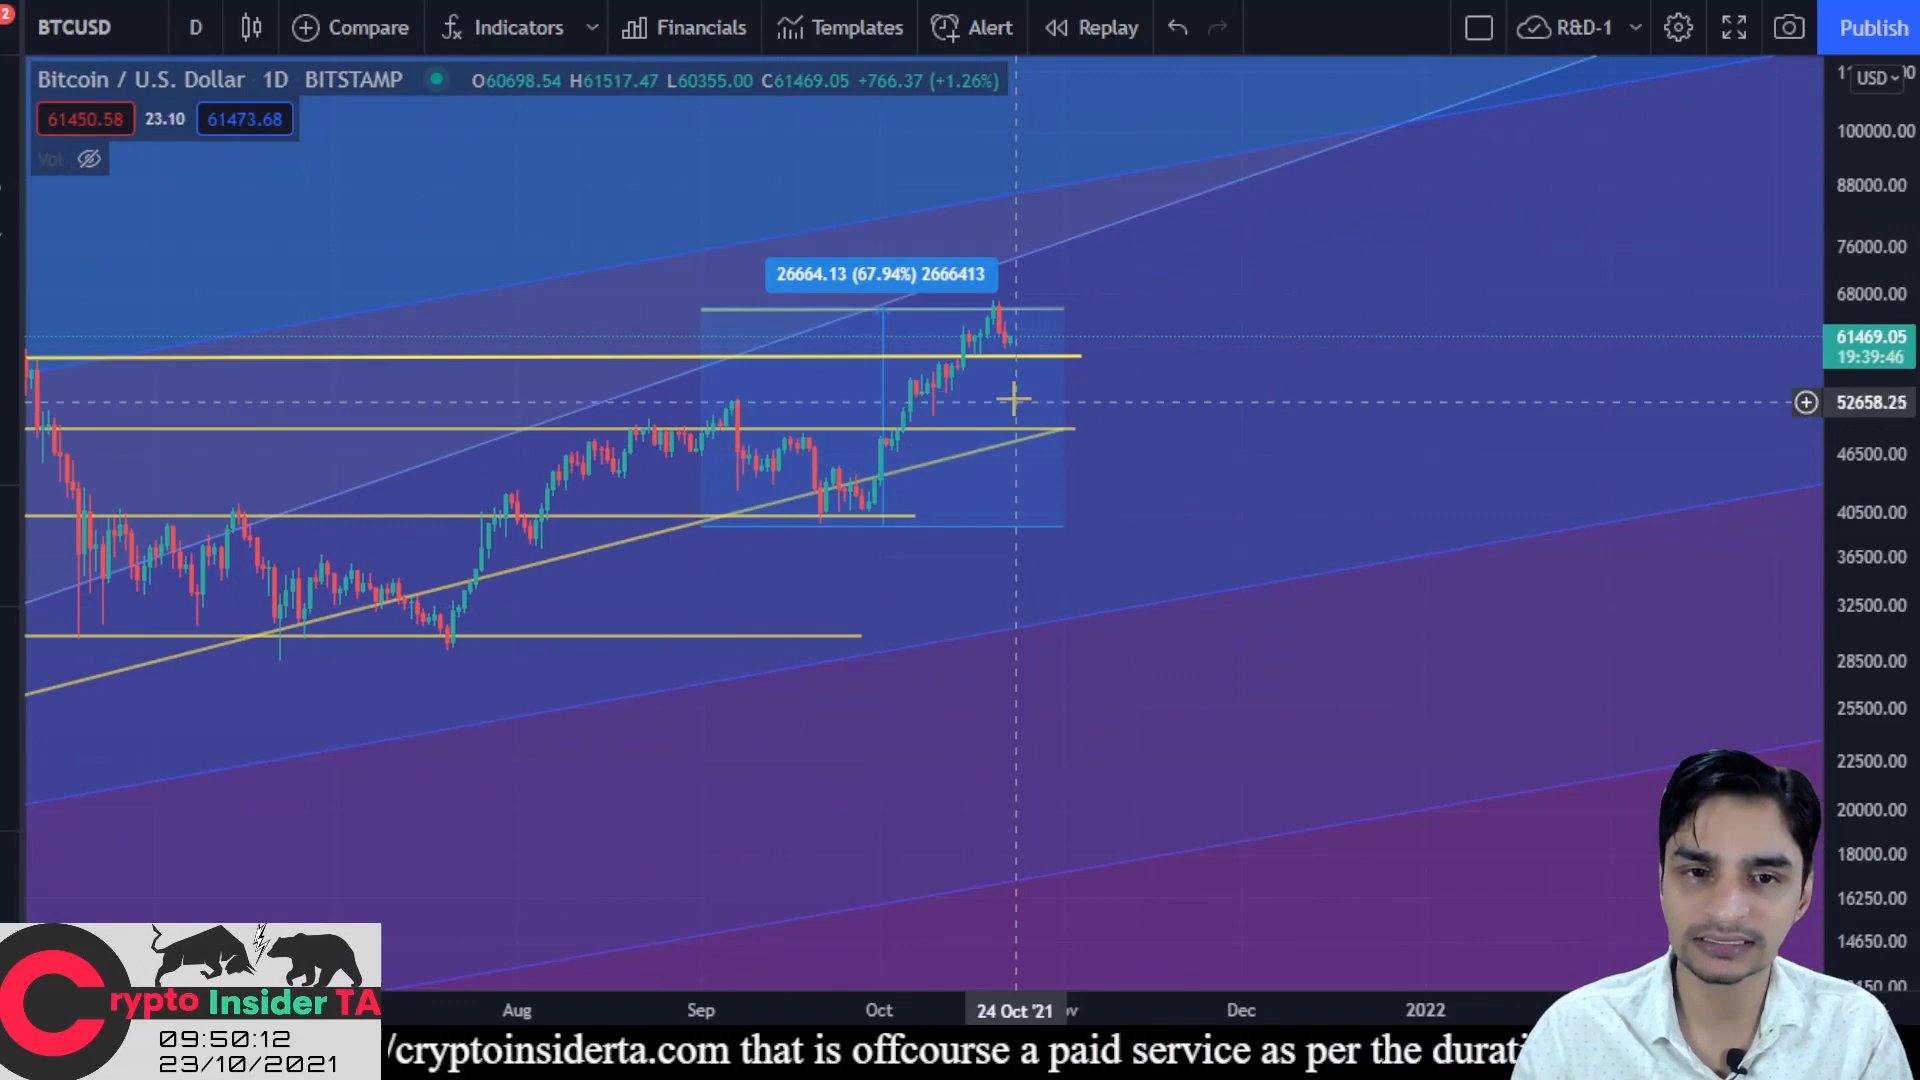 2
BTCUSD D Compare Indicators Financials Templates Alert Replay R&D-1 Publish
Bitcoin / U.S. Dollar 1D BITSTAMP O60698.54 H61517.47 L60355.00 C61469.05 +766.37 (+1.26%)
USD
61450.58 23.10 61473.68
Vol
100000.00
88000.00
76000.00
26664.13 (67.94%) 2666413
68000.00
61469.05
19:39:46
52658.25
46500.00
40500.00
36500.00
32500.00
28500.00
25500.00
22500.00
20000.00
18000.00
16250.00
14650.00
Aug Sep Oct 24 Oct '21 Dec 2022
Crypto Insider TA
09:50:12
23/10/2021
/cryptoinsiderta.com that is offcourse a paid service as per the durati